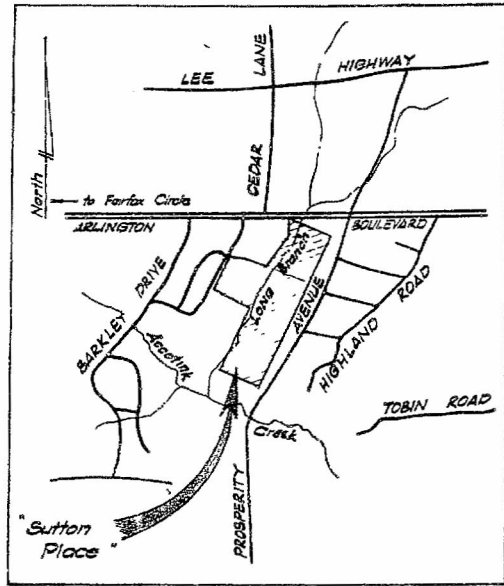 LEE HIGHWAY
CEDAR LANE
North
to Fairfax Circle
ARLINGTON BOULEVARD
BARKLEY DRIVE
LONG Branch
PROSPERITY AVENUE
HIGHLAND ROAD
Accotink Creek
TOBIN ROAD
"Sutton
Place"